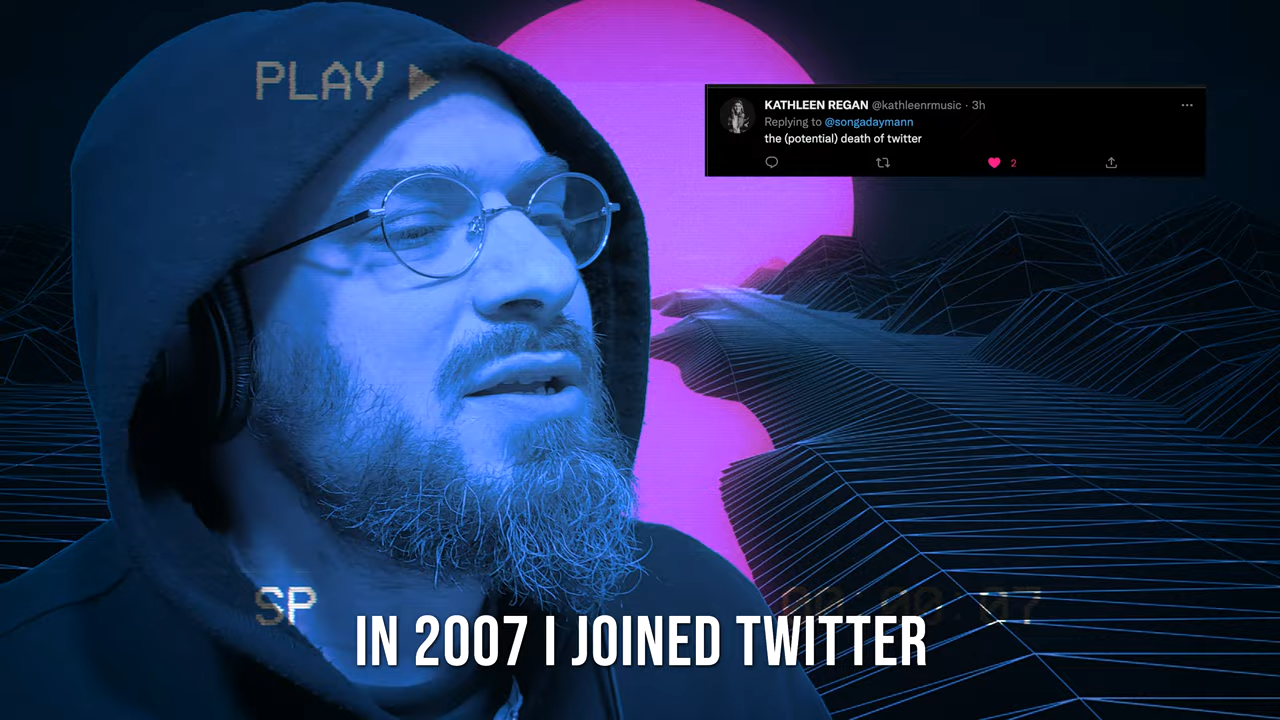 PLAY
KATHLEEN REGAN @kathleenrmusic · 3h
Replying to @songadaymann
the (potential) death of twitter
2
SP
IN 2007 I JOINED TWITTER